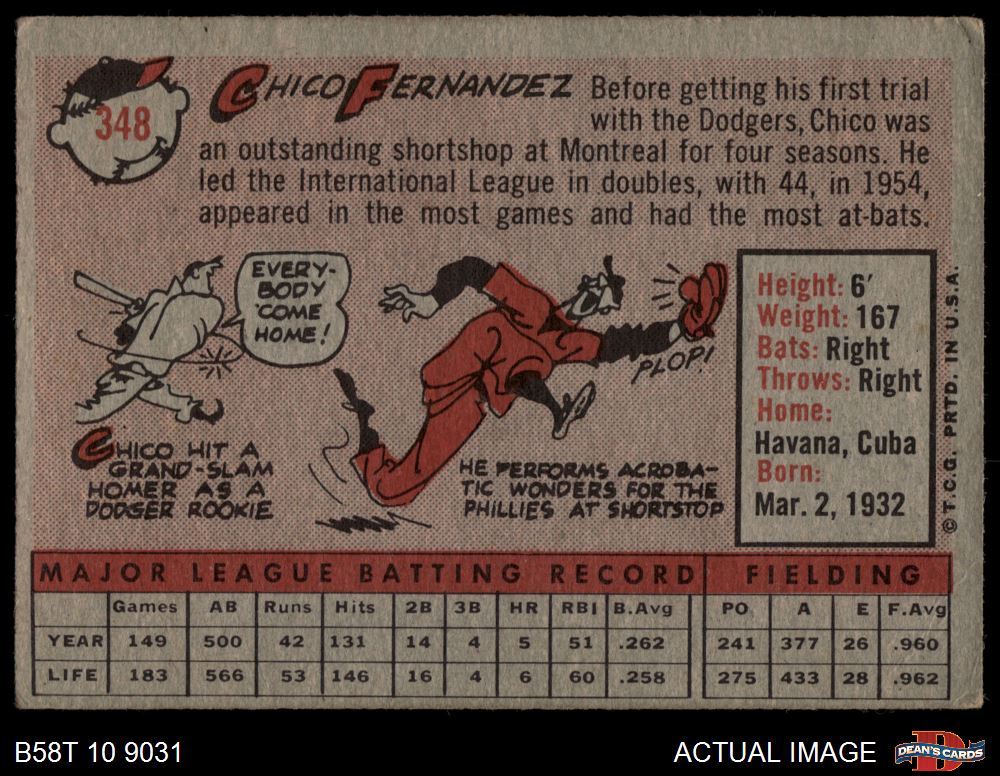 348
CHICO FERNANDEZ Before getting his first trial
with the Dodgers, Chico was
an outstanding shortshop at Montreal for four seasons. He
led the International League in doubles, with 44, in 1954,
appeared in the most games and had the most at-bats.
EVERY-
BODY
COME
HOME!
CHICO HIT A
GRAND-SLAM
HOMER AS A
DODGER ROOKIE
PLOP!
HE PERFORMS ACROBA-
TIC WONDERS FOR THE
PHILLIES AT SHORTSTOP
Height: 6'
Weight: 167
Bats: Right
Throws: Right
Home:
Havana, Cuba
Born:
Mar. 2, 1932
© T.C.G. PRTD. IN U.S.A.
MAJOR LEAGUE BATTING RECORD FIELDING
Games AB Runs Hits 2B 3B HR RBI B.Avg PO A E F.Avg
YEAR 149 500 42 131 14 4 5 51 .262 241 377 26 .960
LIFE 183 566 53 146 16 4 6 60 .258 275 433 28 .962
B58T 10 9031 ACTUAL IMAGE DEAN'S CARDS